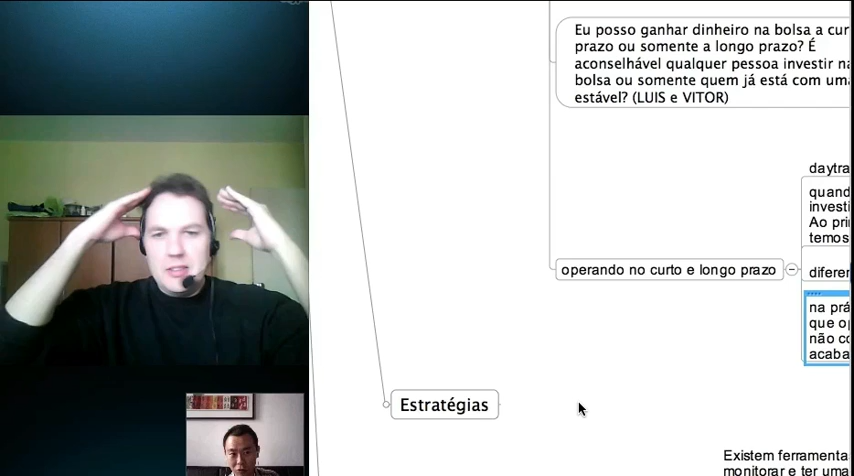 Eu posso ganhar dinheiro na bolsa a cur
prazo ou somente a longo prazo? É
aconselhável qualquer pessoa investir na
bolsa ou somente quem já está com uma
estável? (LUIS e VITOR)
daytra
quand
investi
Ao pri
temos
operando no curto e longo prazo
diferen
na prá
que op
não co
acaba
Estratégias
Existem ferramenta
monitorar e ter uma